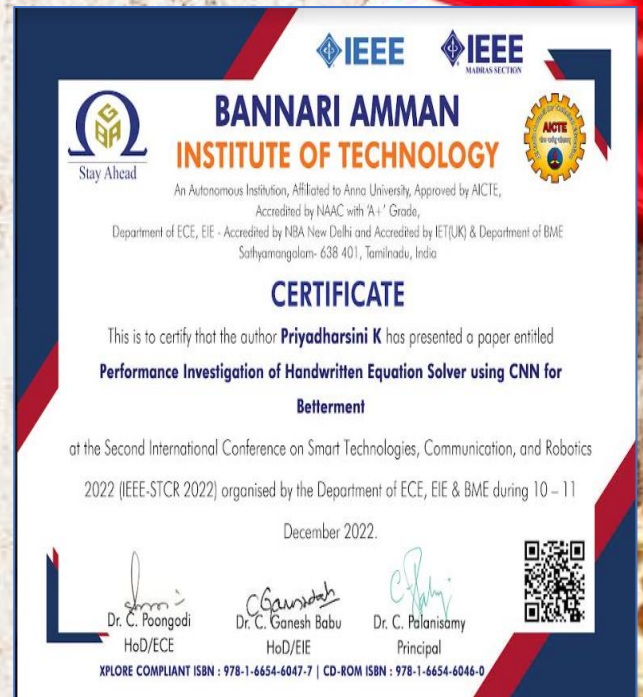 IEEE IEEE
MADRAS SECTION
GBA
Stay Ahead
BANNARI AMMAN
INSTITUTE OF TECHNOLOGY
AICTE
An Autonomous Institution, Affiliated to Anna University, Approved by AICTE,
Accredited by NAAC with 'A+' Grade,
Department of ECE, EIE - Accredited by NBA New Delhi and Accredited by IET(UK) & Department of BME
Sathyamangalam- 638 401, Tamilnadu, India
CERTIFICATE
This is to certify that the author Priyadharsini K has presented a paper entitled
Performance Investigation of Handwritten Equation Solver using CNN for
Betterment
at the Second International Conference on Smart Technologies, Communication, and Robotics
2022 (IEEE-STCR 2022) organised by the Department of ECE, EIE & BME during 10 – 11
December 2022.
Dr. C. Poongodi Dr. C. Ganesh Babu Dr. C. Palanisamy
HoD/ECE HoD/EIE Principal
XPLORE COMPLIANT ISBN : 978-1-6654-6047-7 | CD-ROM ISBN : 978-1-6654-6046-0